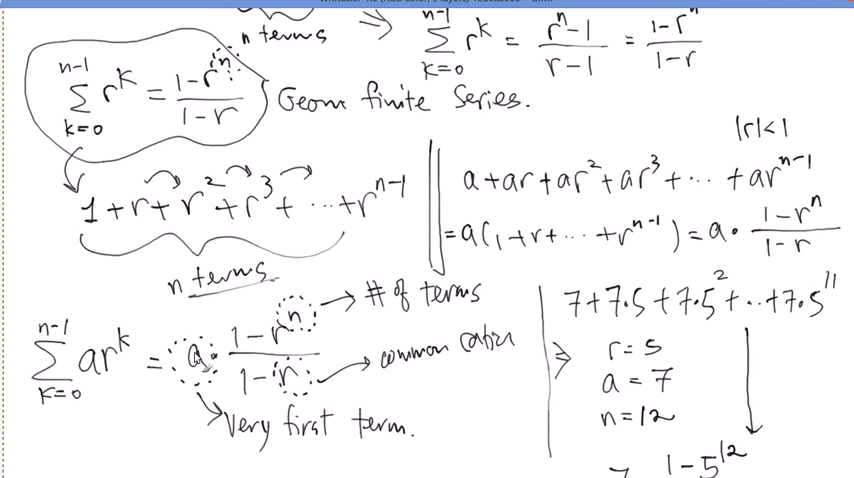 n terms ⇒ n-1 ∑ k=0 r^k = (r^n - 1)/(r - 1) = (1 - r^n)/(1 - r)
n-1 ∑ k=0 r^k = (1 - r^n)/(1 - r) Geom finite Series.
1 + r + r^2 + r^3 + ... + r^(n-1)
n terms
|r| < 1
a + ar + ar^2 + ar^3 + ... + ar^(n-1)
= a(1 + r + ... + r^(n-1)) = a · (1 - r^n)/(1 - r)
n-1 ∑ k=0 ar^k = a · (1 - r^n)/(1 - r)
→ # of terms
→ common ratio
Very first term.
7 + 7·5 + 7·5^2 + ... + 7·5^11
⇒ r = 5
a = 7
n = 12
1 - 5^12